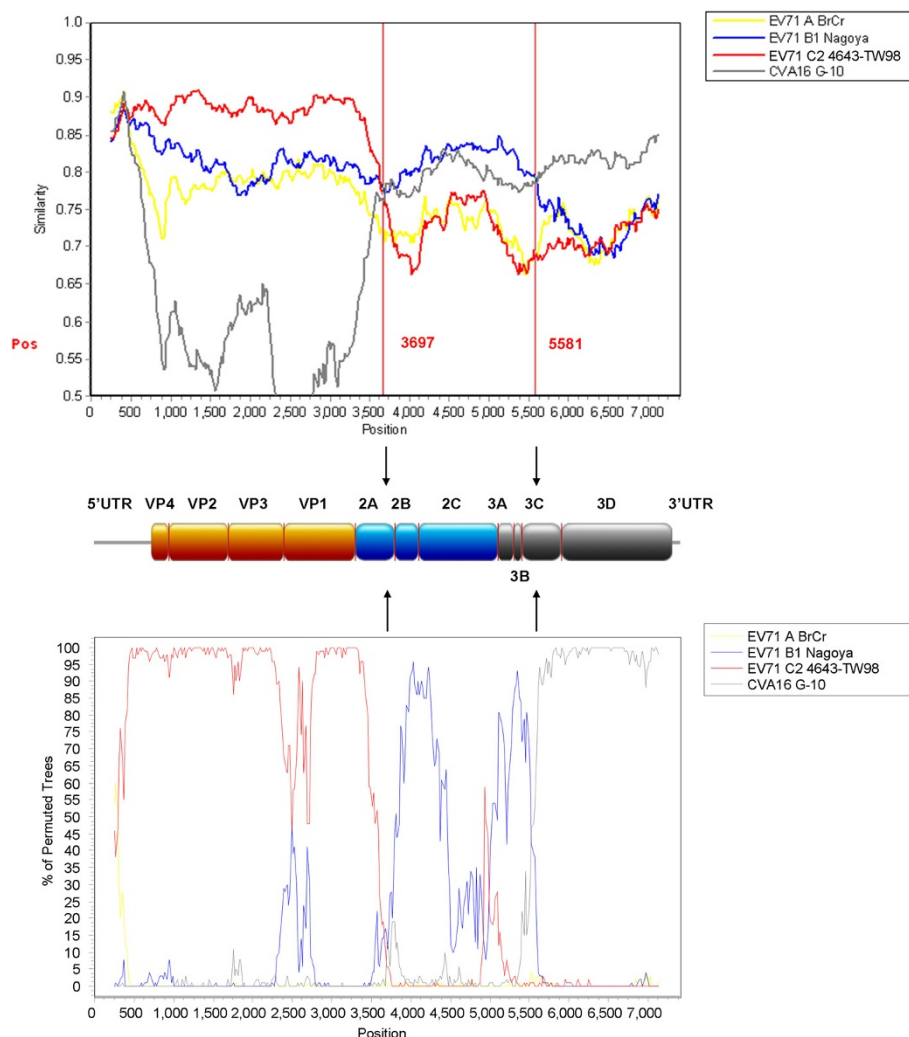 EV71 A BrCr
EV71 B1 Nagoya
EV71 C2 4643-TW98
CVA16 G-10
1.0
0.95
0.9
0.85
0.8
0.75
0.7
0.65
0.6
0.55
0.5
Similarity
Pos
3697
5581
0 500 1,000 1,500 2,000 2,500 3,000 3,500 4,000 4,500 5,000 5,500 6,000 6,500 7,000
Position
5'UTR VP4 VP2 VP3 VP1 2A 2B 2C 3A 3C 3D 3'UTR
3B
EV71 A BrCr
EV71 B1 Nagoya
EV71 C2 4643-TW98
CVA16 G-10
100
95
90
85
80
75
70
65
60
55
50
45
40
35
30
25
20
15
10
5
0
% of Permuted Trees
0 500 1,000 1,500 2,000 2,500 3,000 3,500 4,000 4,500 5,000 5,500 6,000 6,500 7,000
Position